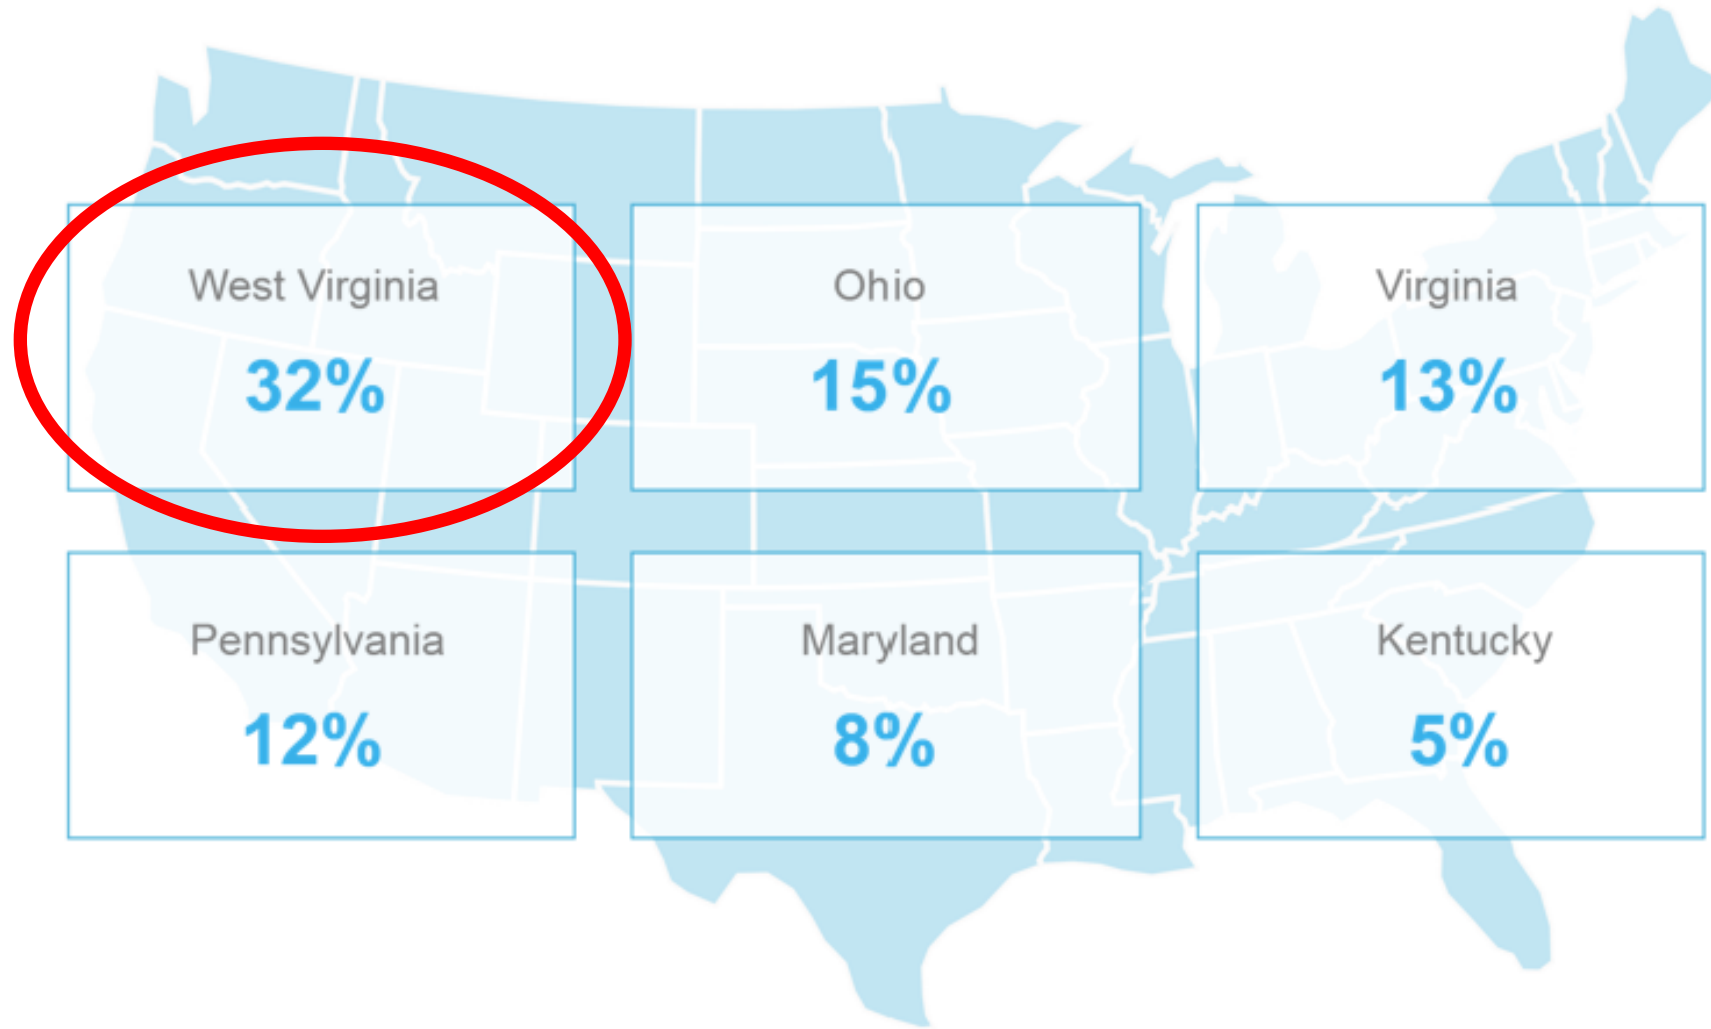 West Virginia
32%
Ohio
15%
Virginia
13%
Pennsylvania
12%
Maryland
8%
Kentucky
5%